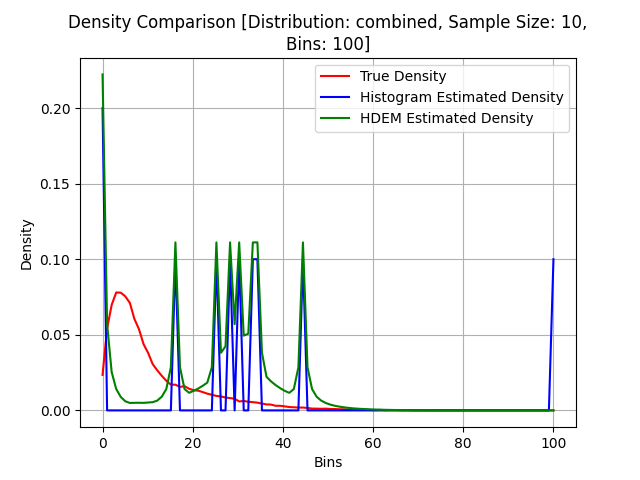 Density Comparison [Distribution: combined, Sample Size: 10,
Bins: 100]
True Density
Histogram Estimated Density
HDEM Estimated Density
Density
0.20
0.15
0.10
0.05
0.00
0 20 40 60 80 100
Bins